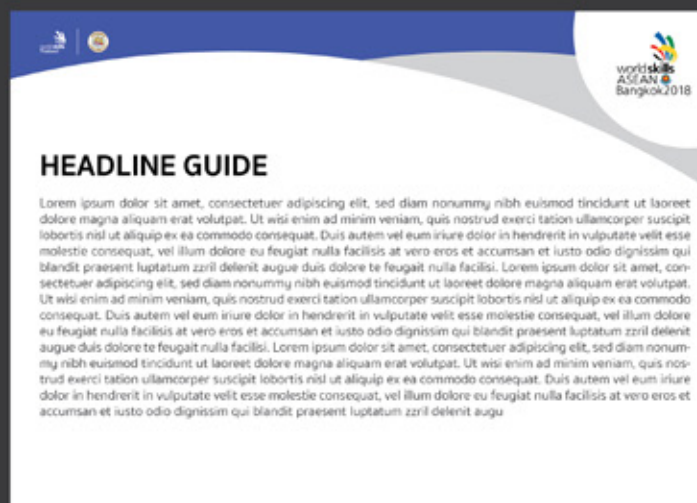 worldskills
ASEAN
Bangkok2018
HEADLINE GUIDE
Lorem ipsum dolor sit amet, consectetuer adipiscing elit, sed diam nonummy nibh euismod tincidunt ut laoreet
dolore magna aliquam erat volutpat. Ut wisi enim ad minim veniam, quis nostrud exerci tation ullamcorper suscipit
lobortis nisl ut aliquip ex ea commodo consequat. Duis autem vel eum iriure dolor in hendrerit in vulputate velit esse
molestie consequat, vel illum dolore eu feugiat nulla facilisis at vero eros et accumsan et iusto odio dignissim qui
blandit praesent luptatum zzril delenit augue duis dolore te feugait nulla facilisi. Lorem ipsum dolor sit amet, con-
sectetuer adipiscing elit, sed diam nonummy nibh euismod tincidunt ut laoreet dolore magna aliquam erat volutpat.
Ut wisi enim ad minim veniam, quis nostrud exerci tation ullamcorper suscipit lobortis nisl ut aliquip ex ea commodo
consequat. Duis autem vel eum iriure dolor in hendrerit in vulputate velit esse molestie consequat, vel illum dolore
eu feugiat nulla facilisis at vero eros et accumsan et iusto odio dignissim qui blandit praesent luptatum zzril delenit
augue duis dolore te feugait nulla facilisi. Lorem ipsum dolor sit amet, consectetuer adipiscing elit, sed diam nonum-
my nibh euismod tincidunt ut laoreet dolore magna aliquam erat volutpat. Ut wisi enim ad minim veniam, quis nos-
trud exerci tation ullamcorper suscipit lobortis nisl ut aliquip ex ea commodo consequat. Duis autem vel eum iriure
dolor in hendrerit in vulputate velit esse molestie consequat, vel illum dolore eu feugiat nulla facilisis at vero eros et
accumsan et iusto odio dignissim qui blandit praesent luptatum zzril delenit augu